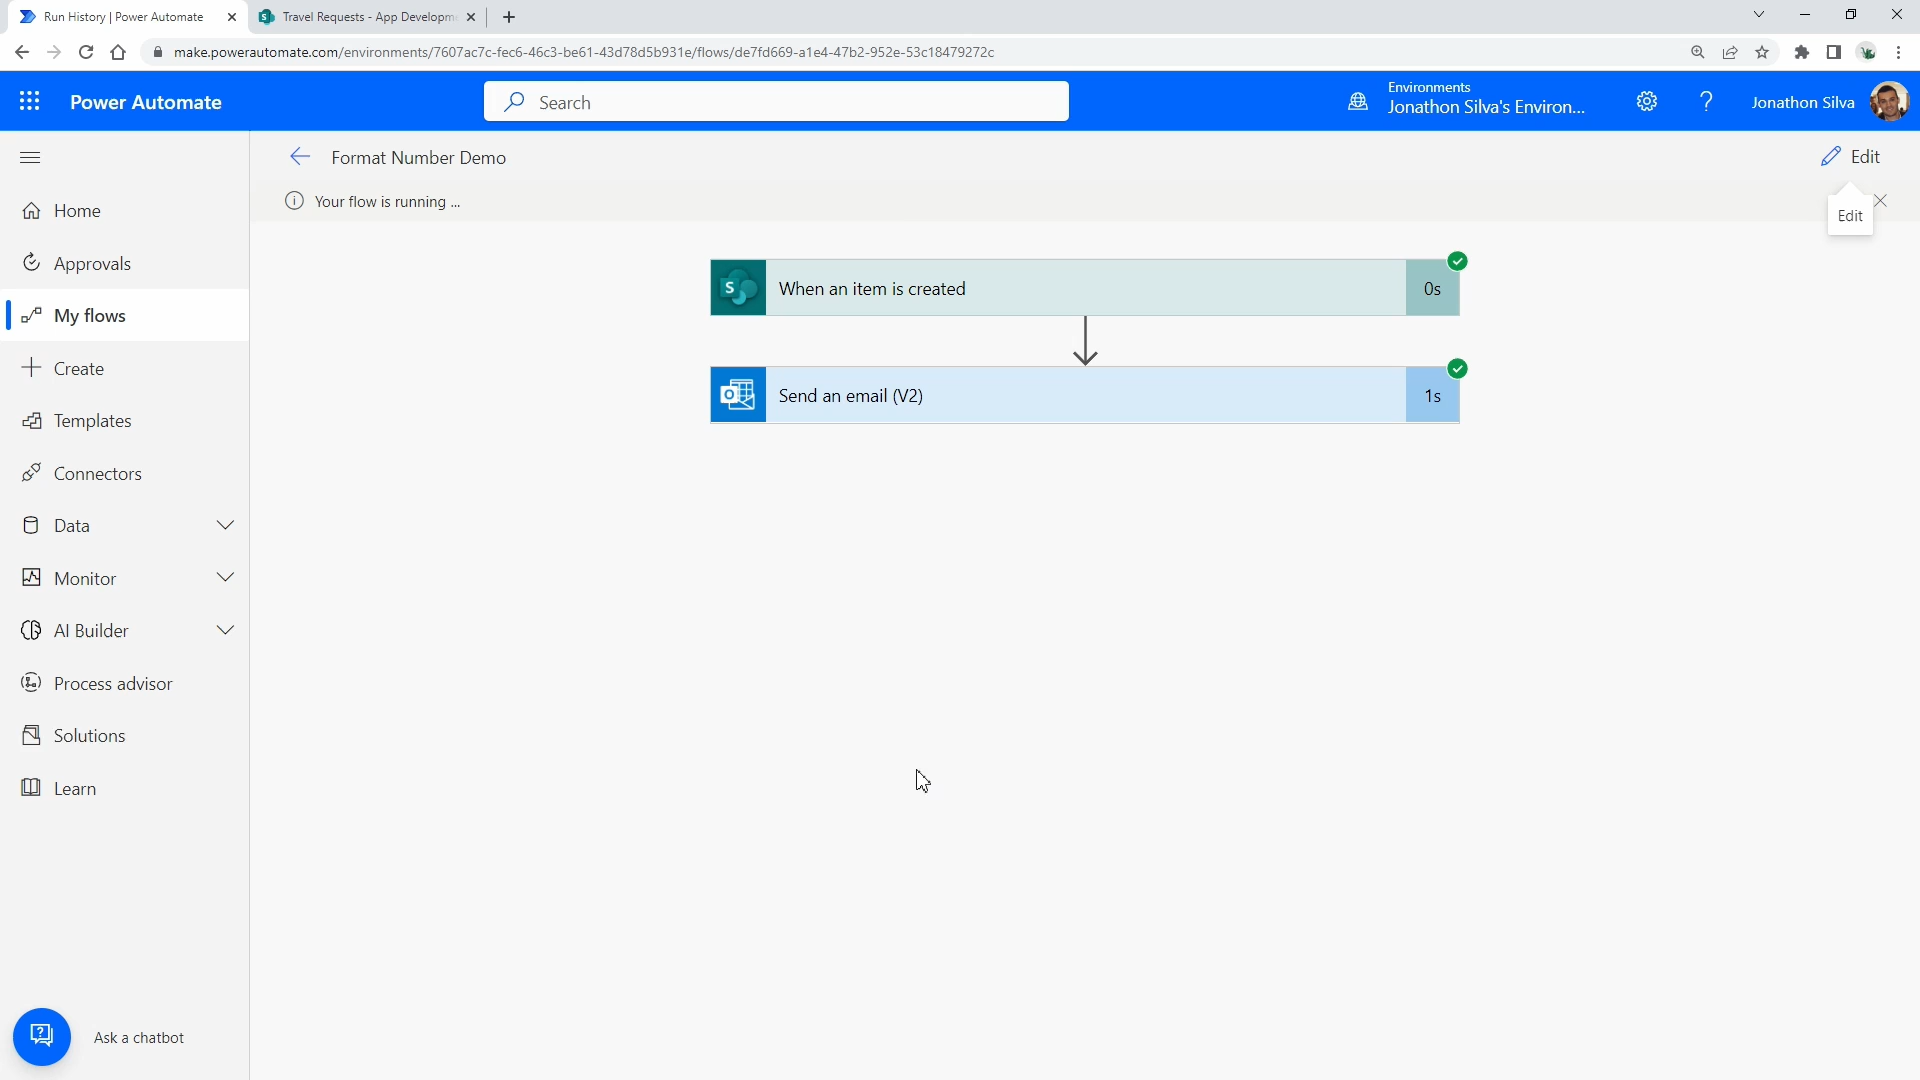 Run History | Power Automate
Travel Requests - App Developm
make.powerautomate.com/environments/7607ac7c-fec6-46c3-be61-43d78d5b931e/flows/de7fd669-a1e4-47b2-952e-53c18479272c
Power Automate
Search
Environments
Jonathon Silva's Environ...
Jonathon Silva
Format Number Demo
Edit
Your flow is running ...
Edit
Home
Approvals
My flows
Create
Templates
Connectors
Data
Monitor
AI Builder
Process advisor
Solutions
Learn
Ask a chatbot
When an item is created
0s
Send an email (V2)
1s